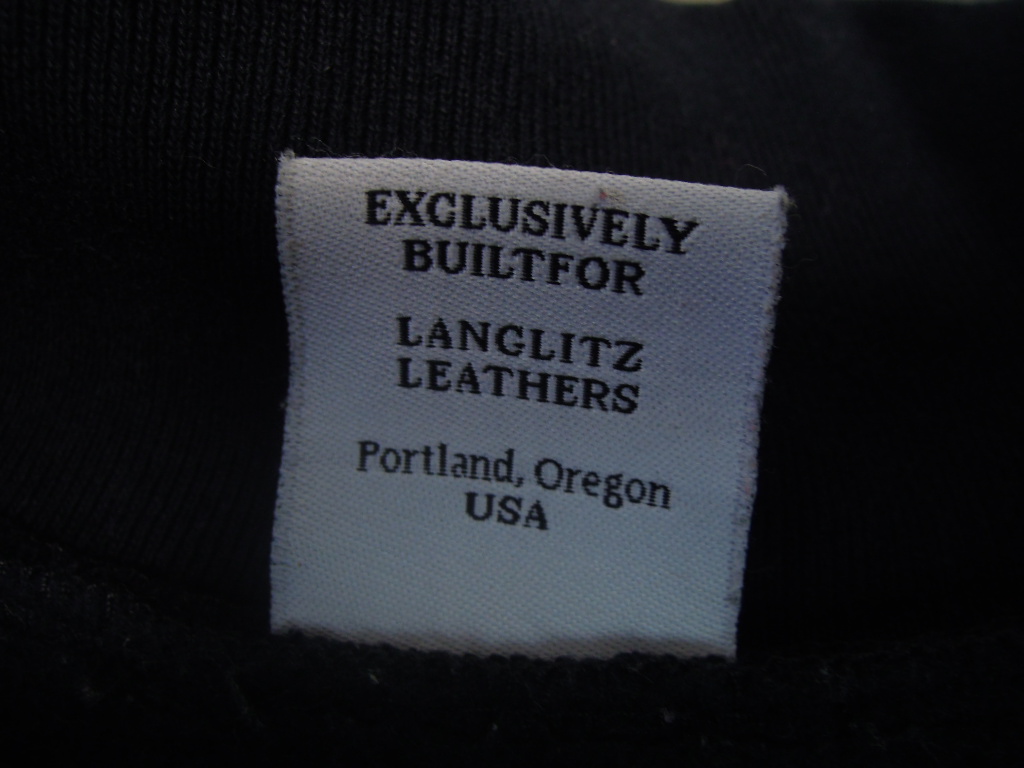 EXCLUSIVELY
BUILTFOR
LANGLITZ
LEATHERS
Portland, Oregon
USA